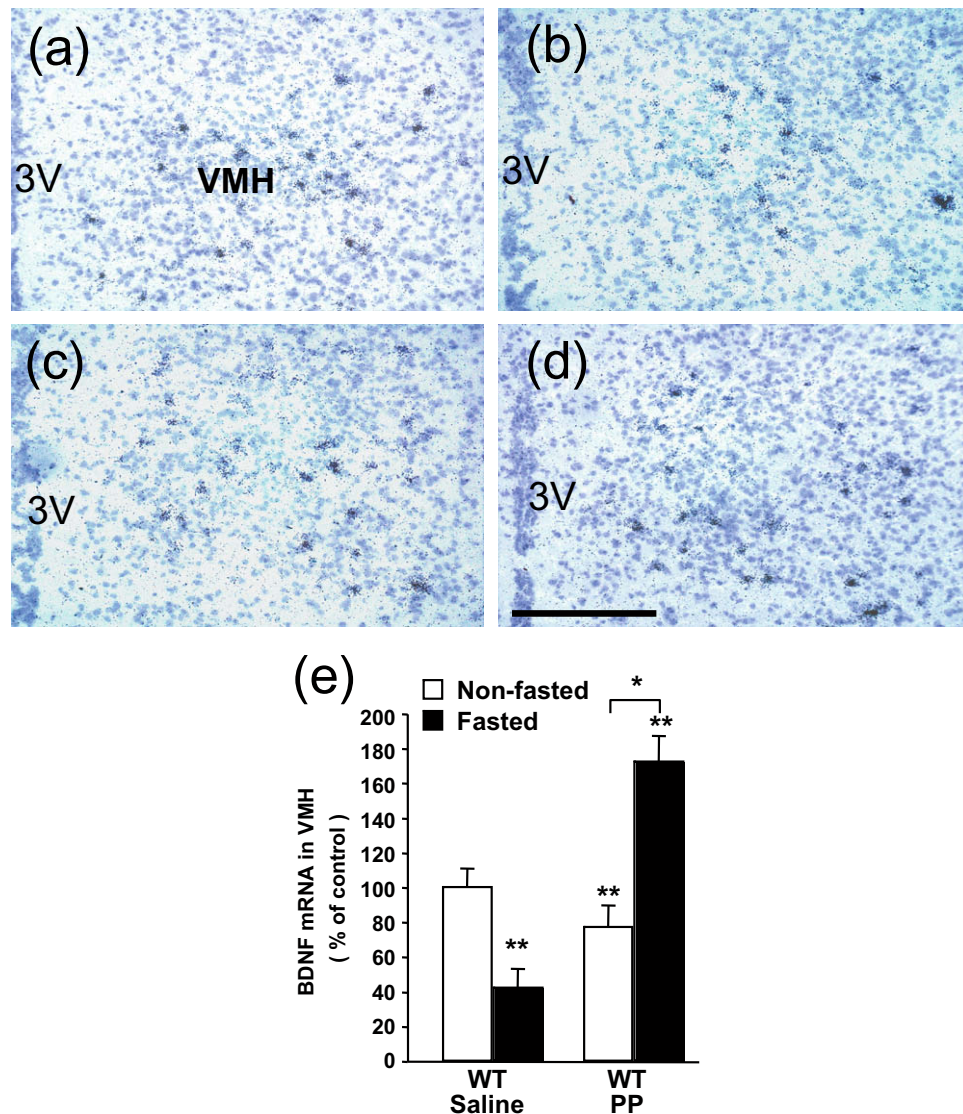 (a)
3V
VMH
(b)
3V
(c)
3V
(d)
3V
(e)
Non-fasted
Fasted
*
**
**
**
BDNF mRNA in VMH
( % of control )
200
180
160
140
120
100
80
60
40
20
0
WT
Saline
WT
PP